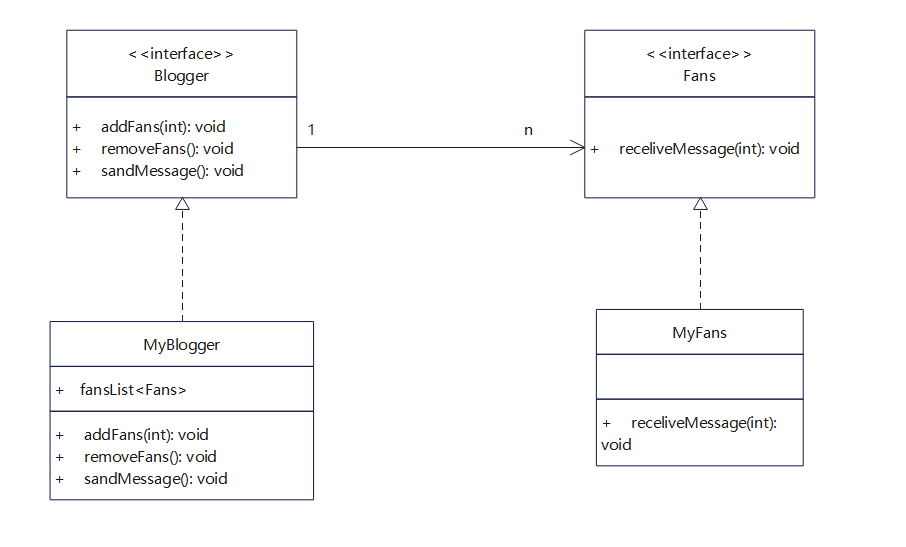 < <interface> >
Blogger
+ addFans(int): void
+ removeFans(): void
+ sandMessage(): void
1
n
< <interface> >
Fans
+ receliveMessage(int): void
MyBlogger
+ fansList<Fans>
+ addFans(int): void
+ removeFans(): void
+ sandMessage(): void
MyFans
+ receliveMessage(int):
void